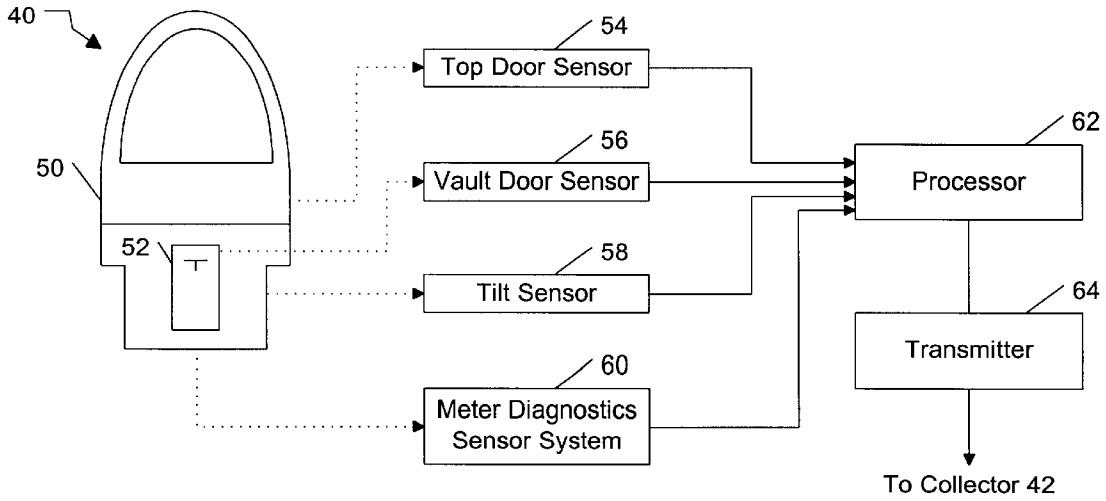 40
54
Top Door Sensor
62
50
56
Vault Door Sensor
Processor
52
58
Tilt Sensor
64
Transmitter
60
Meter Diagnostics
Sensor System
To Collector 42